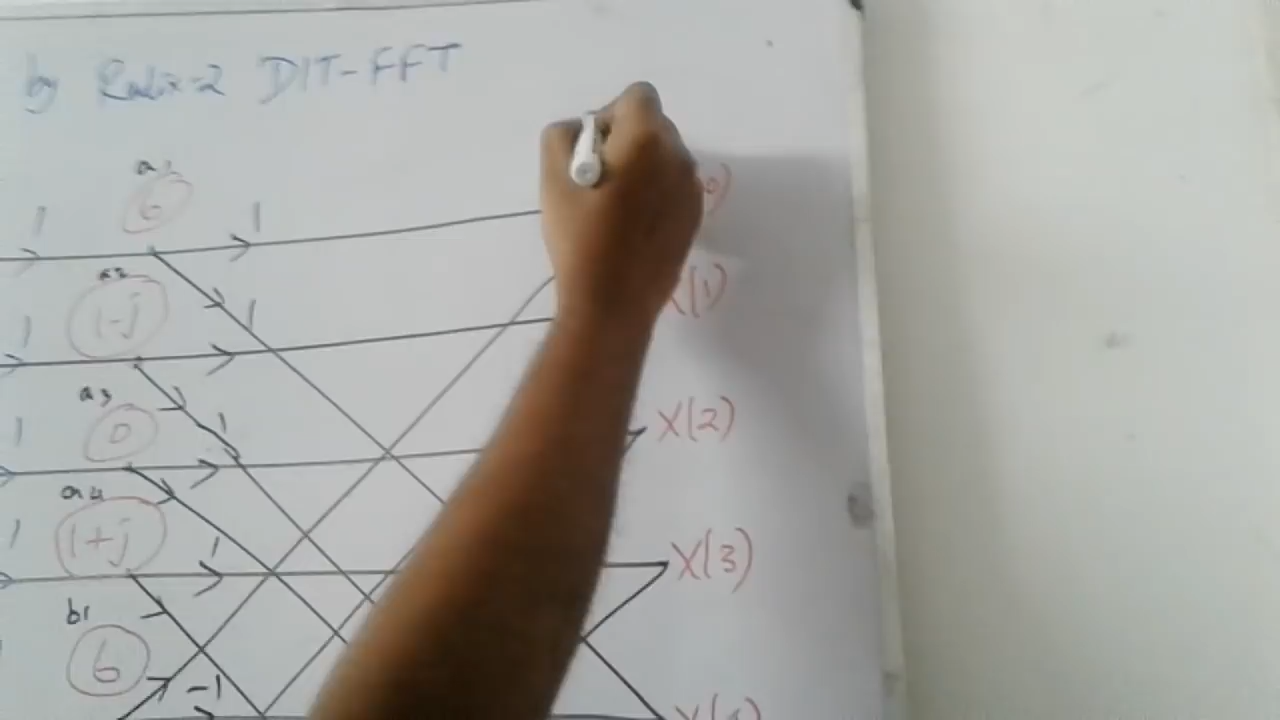 by Radix-2 DIT-FFT
a1
6
1
1
0)
a2
1-j
1
1
X(1)
a3
0
1
1
X(2)
a4
1+j
1
1
X(3)
b1
6
-1